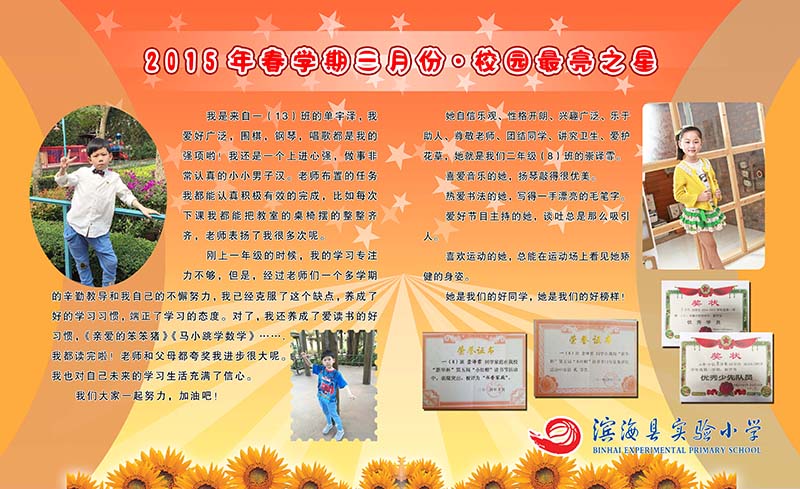 2015年春学期三月份·校园最亮之星
我是来自一（13）班的单宇泽，我
爱好广泛，围棋，钢琴，唱歌都是我的
强项啦！我还是一个上进心强，做事非
常认真的小小男子汉。老师布置的任务
我都能认真积极有效的完成，比如每次
下课我都能把教室的桌椅摆的整整齐
齐，老师表扬了我很多次呢。
刚上一年级的时候，我的学习专注
力不够，但是，经过老师们一个多学期
的辛勤教导和我自己的不懈努力，我已经克服了这个缺点，养成了
好的学习习惯，端正了学习的态度。对了，我还养成了爱读书的好
习惯，《亲爱的笨笨猪》《马小跳学数学》……
我都读完啦！老师和父母都夸奖我进步很大呢。
我也对自己未来的学习生活充满了信心。
我们大家一起努力，加油吧！
她自信乐观、性格开朗、兴趣广泛、乐于
助人、尊敬老师、团结同学、讲究卫生、爱护
花草，她就是我们二年级（8）班的崇译雪。
喜爱音乐的她，扬琴敲得很优美。
热爱书法的她，写得一手漂亮的毛笔字。
爱好节目主持的她，谈吐总是那么吸引
人。
喜欢运动的她，总能在运动场上看见她矫
健的身姿。
她是我们的好同学，她是我们的好榜样！
奖状
奖状
优秀少先队员
荣誉证书
荣誉证书
滨海县实验小学
BINHAI EXPERIMENTAL PRIMARY SCHOOL